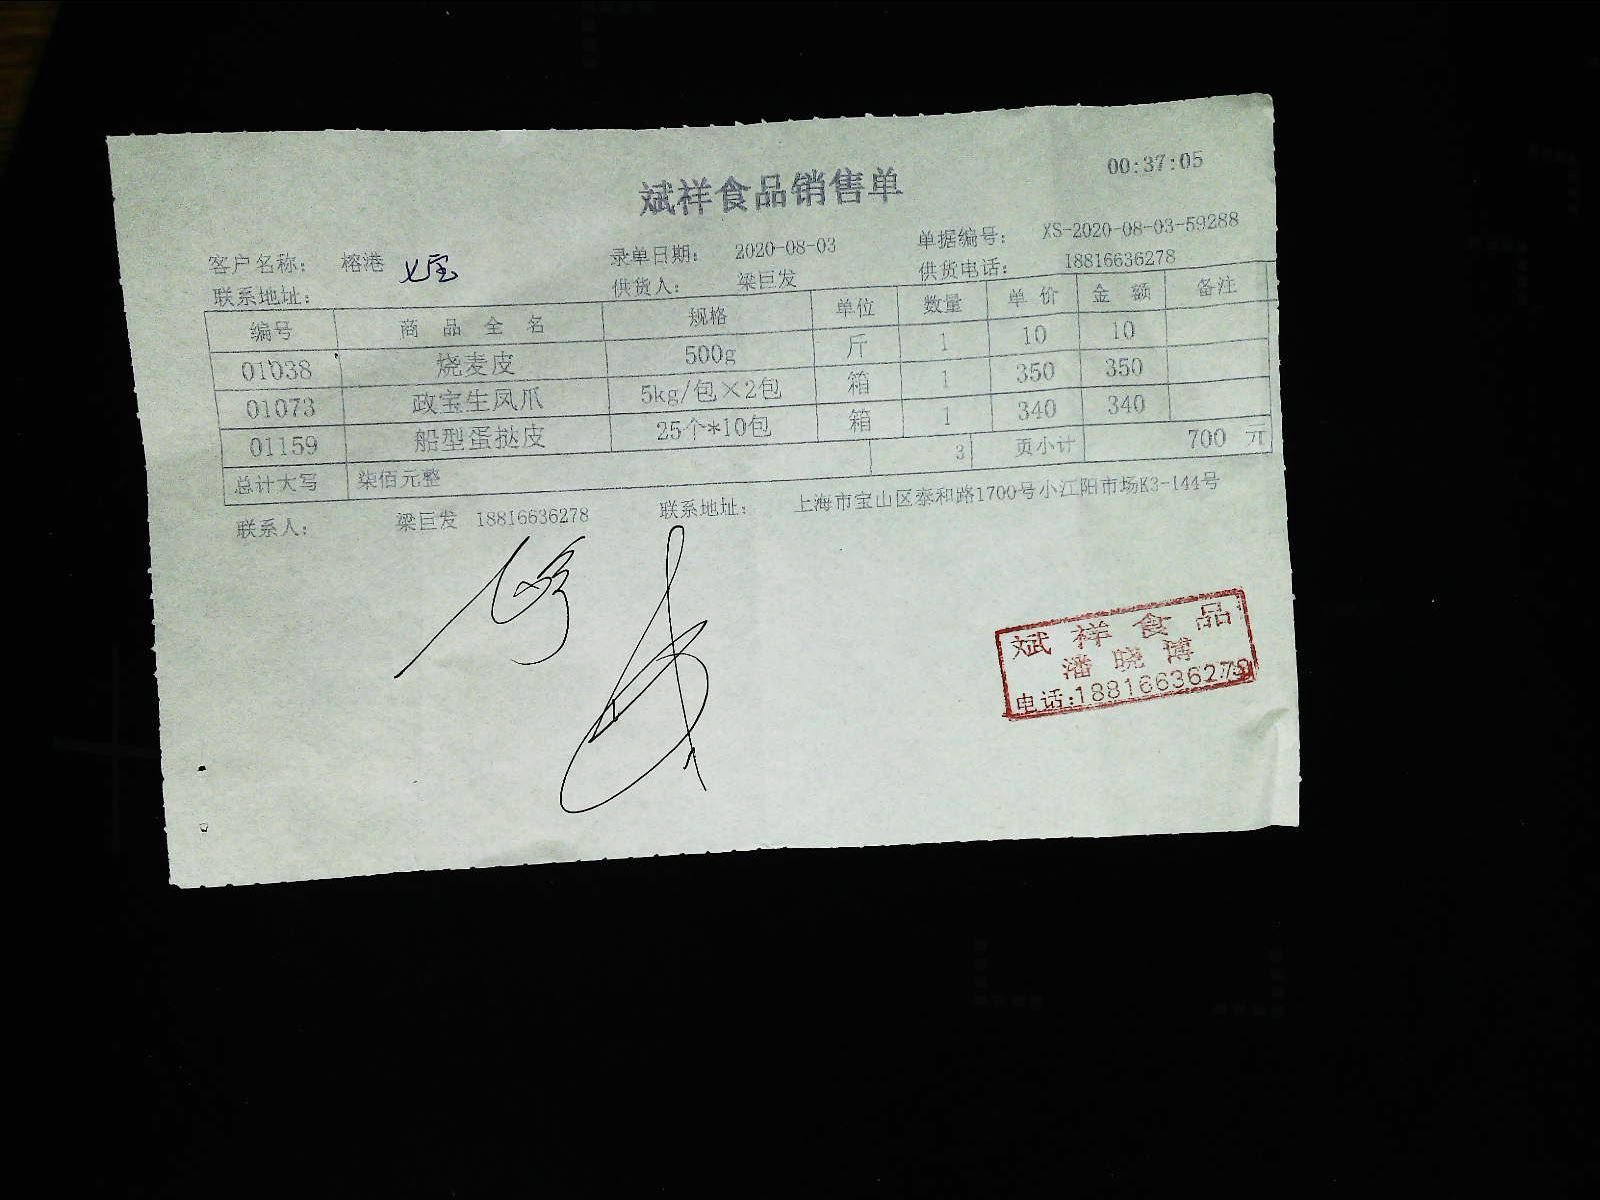 00:37:05
斌祥食品销售单
客户名称： 榕港 七宝 录单日期： 2020-08-03 单据编号： XS-2020-08-03-59288
联系地址： 供货人： 梁巨发 供货电话： 18816636278
编号 商品全名 规格 单位 数量 单价 金额 备注
01038 烧麦皮 500g 斤 1 10 10
01073 政宝生凤爪 5kg/包×2包 箱 1 350 350
01159 船型蛋挞皮 25个*10包 箱 1 340 340
总计大写 柒佰元整 3 页小计 700 元
联系人： 梁巨发 18816636278 联系地址： 上海市宝山区泰和路1700号小江阳市场K3-144号
斌祥食品
潘晓博
电话:18816636278